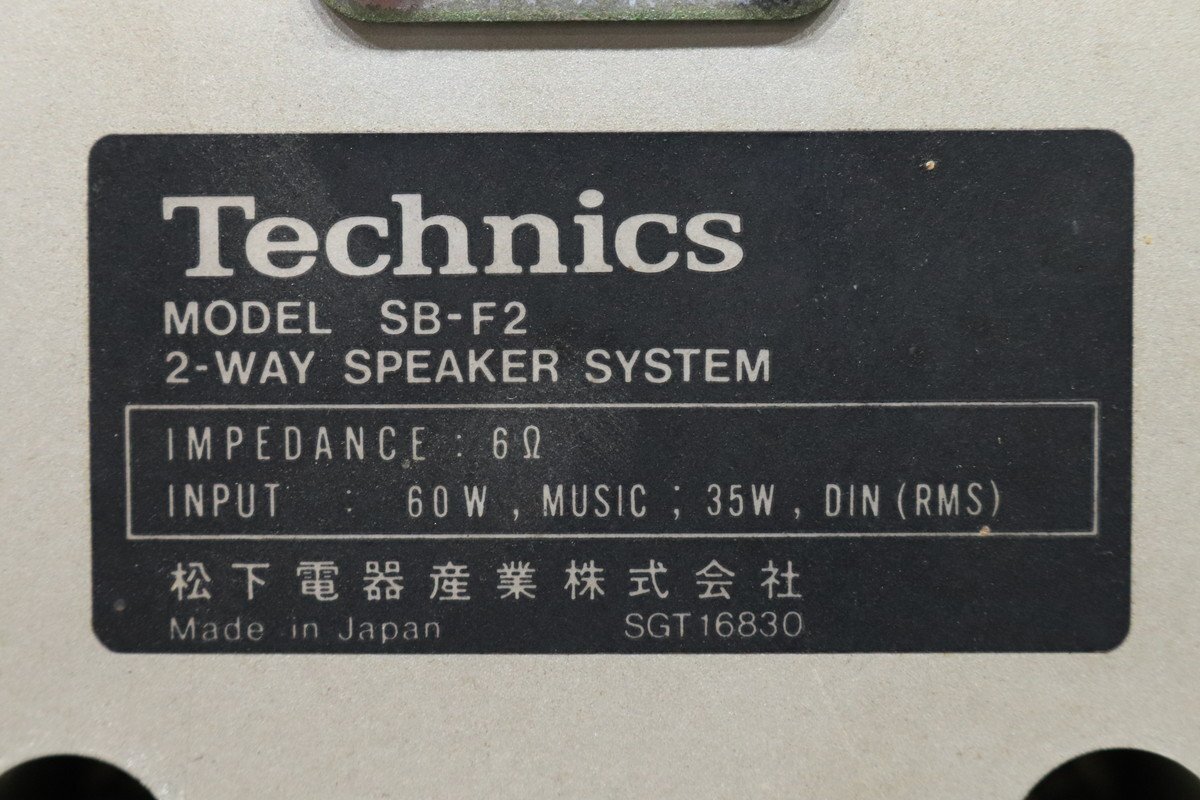 Technics
MODEL SB-F2
2-WAY SPEAKER SYSTEM
IMPEDANCE : 6Ω
INPUT : 60W, MUSIC ; 35W, DIN (RMS)
松下電器産業株式会社
Made in Japan SGT16830